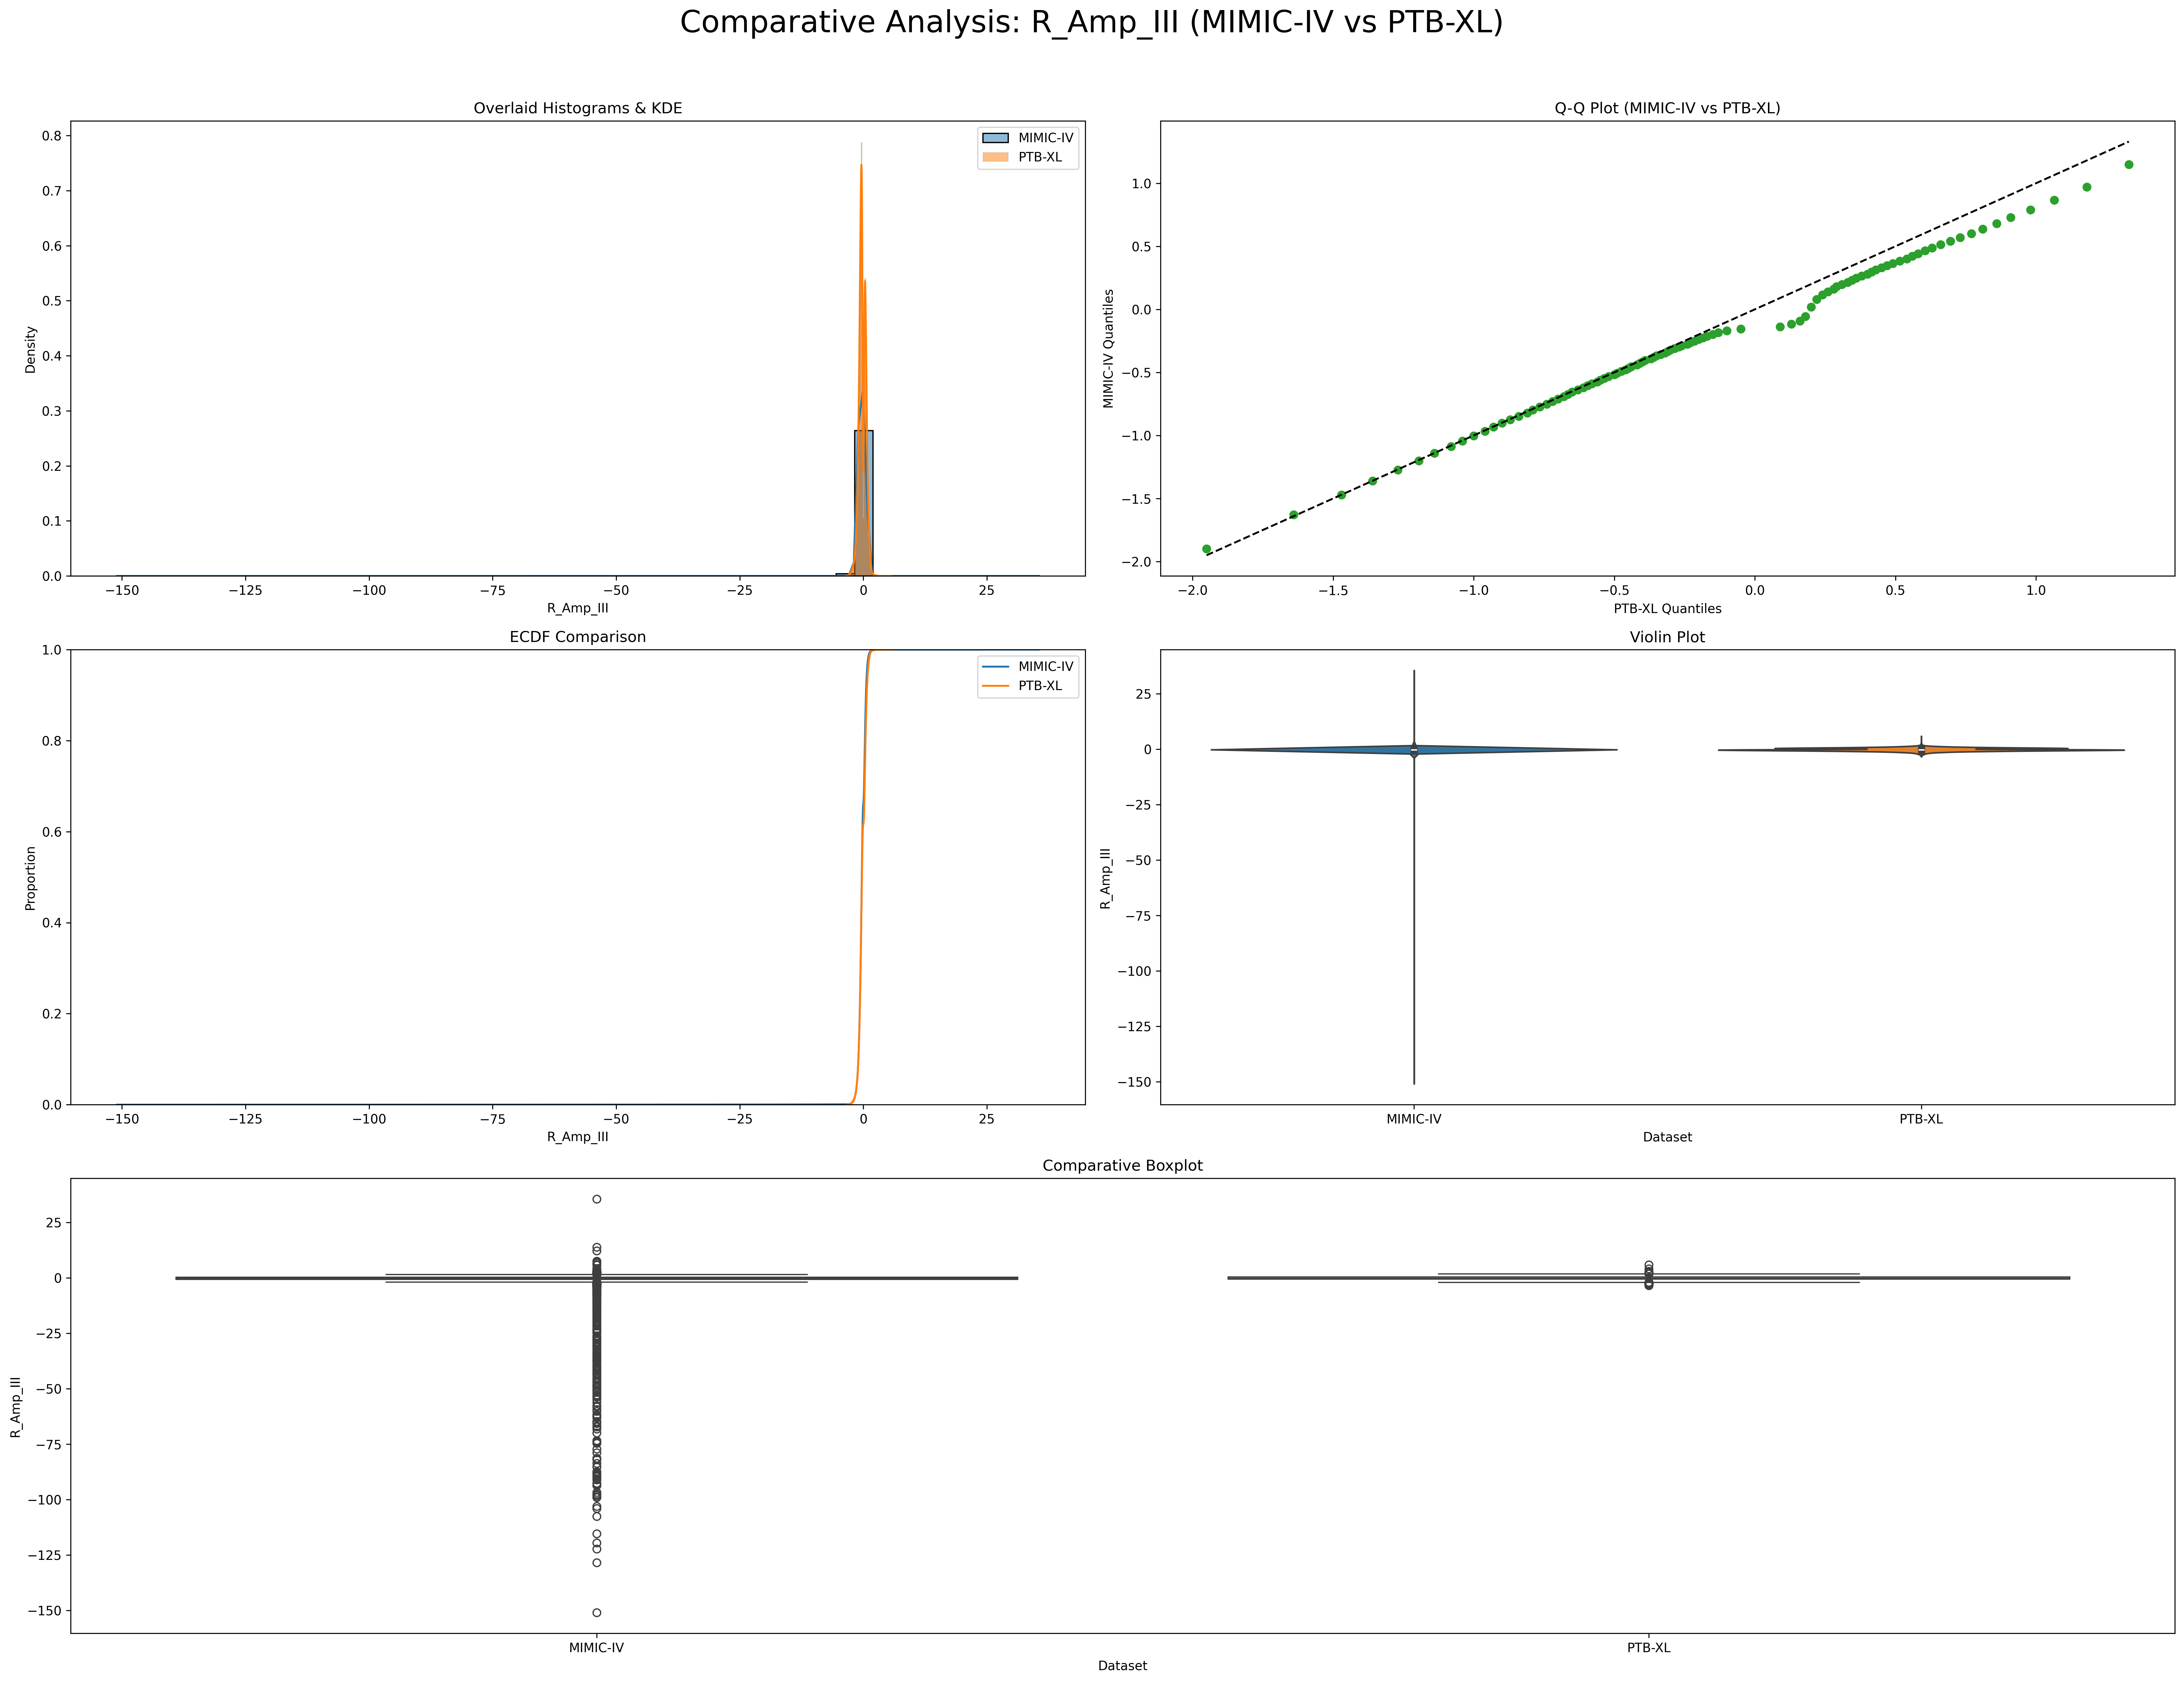 Comparative Analysis: R_Amp_III (MIMIC-IV vs PTB-XL)
Overlaid Histograms & KDE
0.8
0.7
0.6
0.5
0.4
0.3
0.2
0.1
0.0
Density
−150 −125 −100 −75 −50 −25 0 25
R_Amp_III
MIMIC-IV
PTB-XL
Q-Q Plot (MIMIC-IV vs PTB-XL)
1.0
0.5
0.0
−0.5
−1.0
−1.5
−2.0
MIMIC-IV Quantiles
−2.0 −1.5 −1.0 −0.5 0.0 0.5 1.0
PTB-XL Quantiles
ECDF Comparison
1.0
0.8
0.6
0.4
0.2
0.0
Proportion
−150 −125 −100 −75 −50 −25 0 25
R_Amp_III
MIMIC-IV
PTB-XL
Violin Plot
25
0
−25
−50
−75
−100
−125
−150
R_Amp_III
MIMIC-IV PTB-XL
Dataset
Comparative Boxplot
25
0
−25
−50
−75
−100
−125
−150
R_Amp_III
MIMIC-IV PTB-XL
Dataset